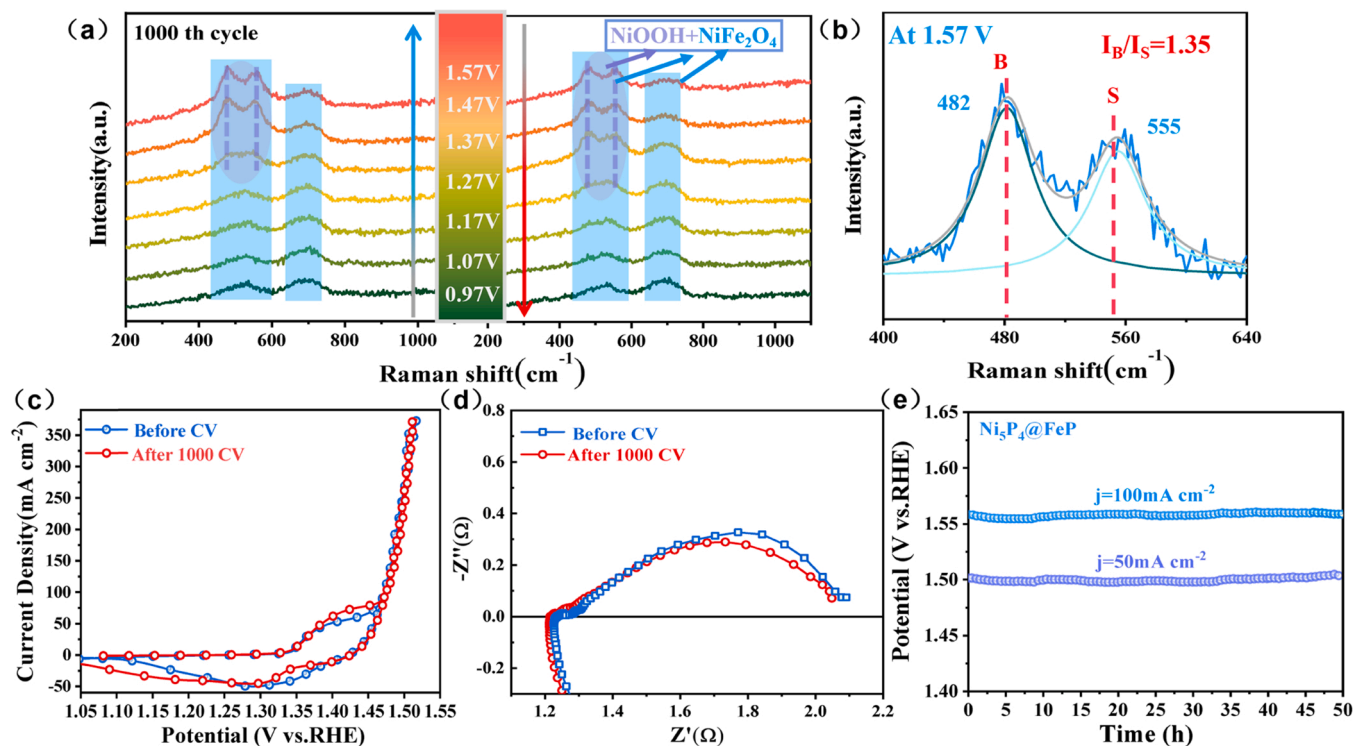 (a)
1000 th cycle
NiOOH+NiFe₂O₄
1.57V
1.47V
1.37V
1.27V
1.17V
1.07V
0.97V
Intensity(a.u.)
200 400 600 800 1000 200 400 600 800 1000
Raman shift(cm⁻¹)
(b)
At 1.57 V
I_B/I_S=1.35
B
S
482
555
Intensity(a.u.)
400 480 560 640
Raman shift(cm⁻¹)
(c)
Before CV
After 1000 CV
Current Density(mA cm⁻²)
350
300
250
200
150
100
50
0
-50
1.05 1.10 1.15 1.20 1.25 1.30 1.35 1.40 1.45 1.50 1.55
Potential (V vs.RHE)
(d)
Before CV
After 1000 CV
-Z''(Ω)
0.8
0.6
0.4
0.2
0.0
-0.2
1.2 1.4 1.6 1.8 2.0 2.2
Z'(Ω)
(e)
Ni₅P₄@FeP
j=100mA cm⁻²
j=50mA cm⁻²
Potential (V vs.RHE)
1.65
1.60
1.55
1.50
1.45
1.40
0 5 10 15 20 25 30 35 40 45 50
Time (h)